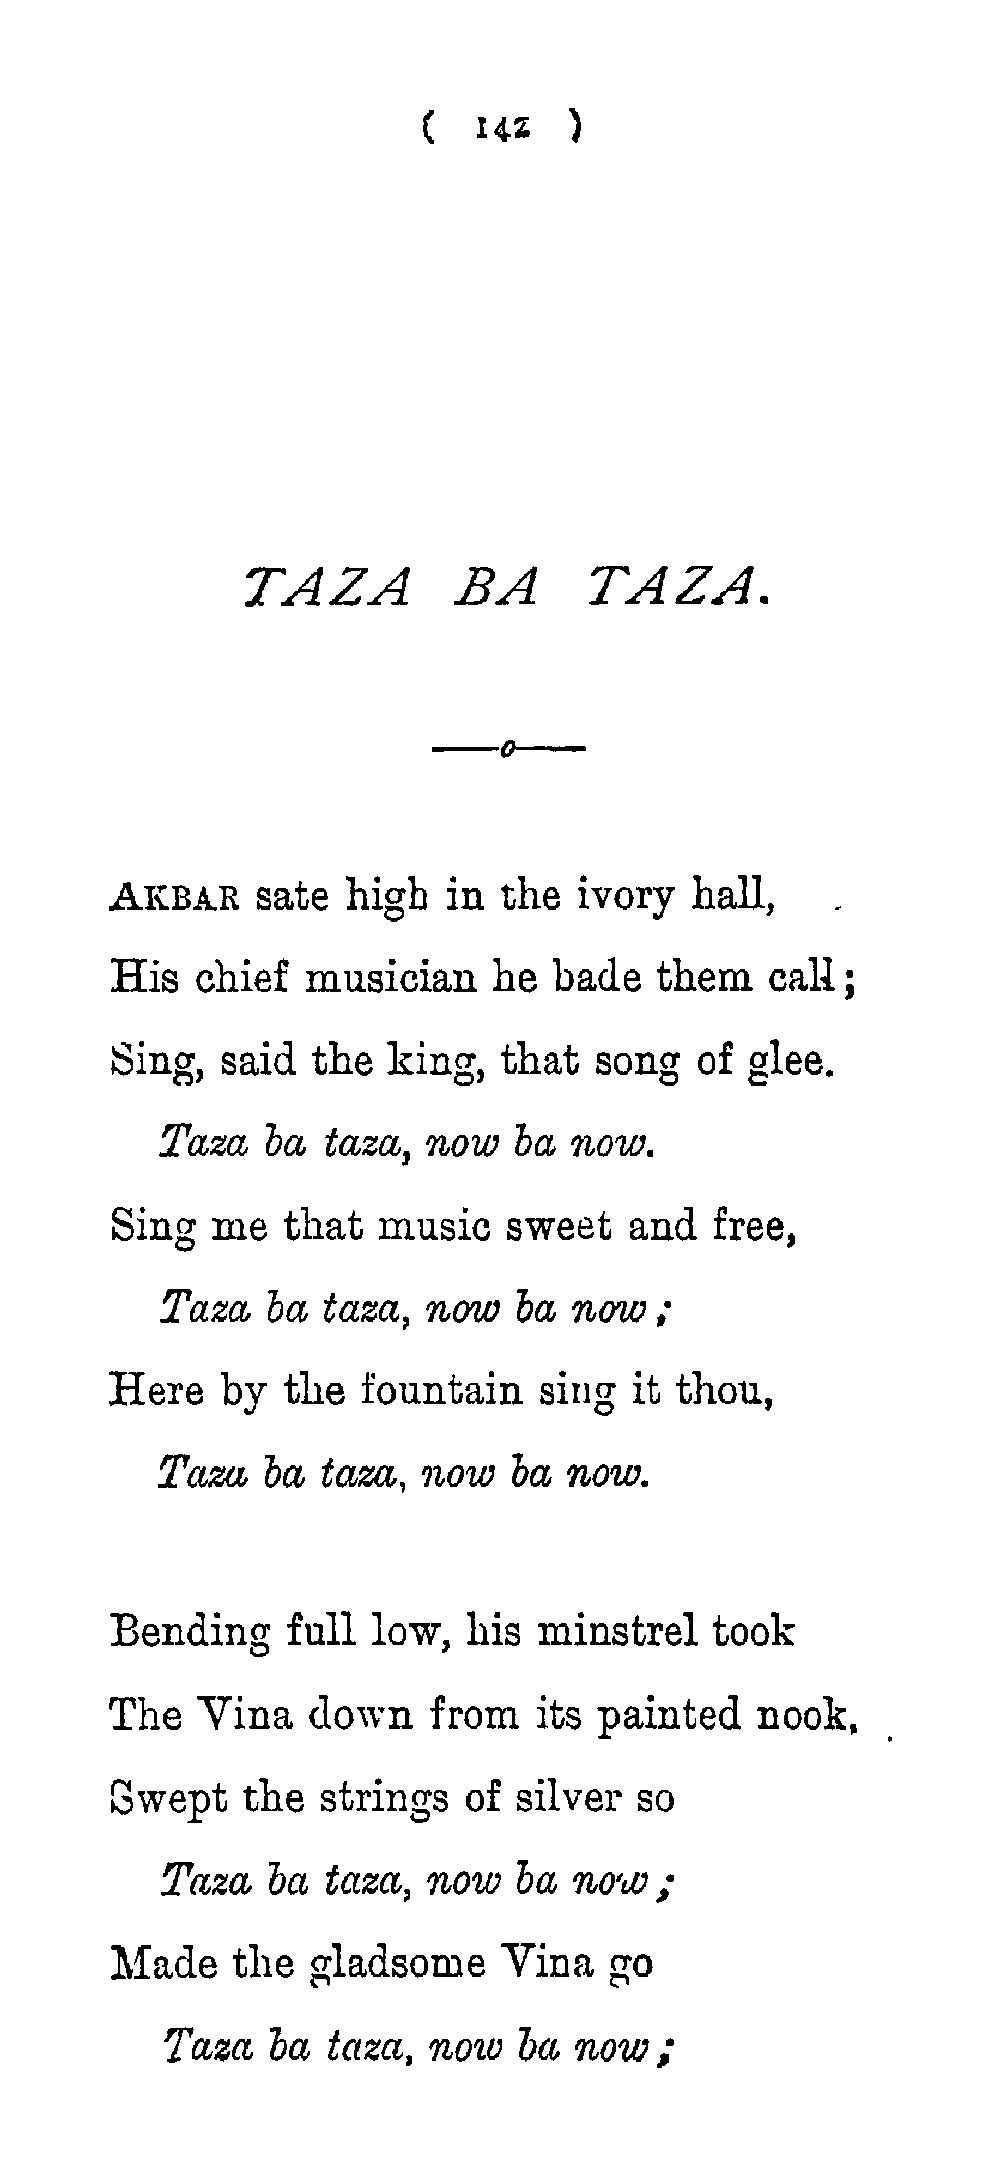 ( 142 )
TAZA BA TAZA.
AKBAR sate high in the ivory hall,
His chief musician he bade them call;
Sing, said the king, that song of glee.
Taza ba taza, now ba now.
Sing me that music sweet and free,
Taza ba taza, now ba now;
Here by the fountain sing it thou,
Taza ba taza, now ba now.
Bending full low, his minstrel took
The Vina down from its painted nook,
Swept the strings of silver so
Taza ba taza, now ba now;
Made the gladsome Vina go
Taza ba taza, now ba now;